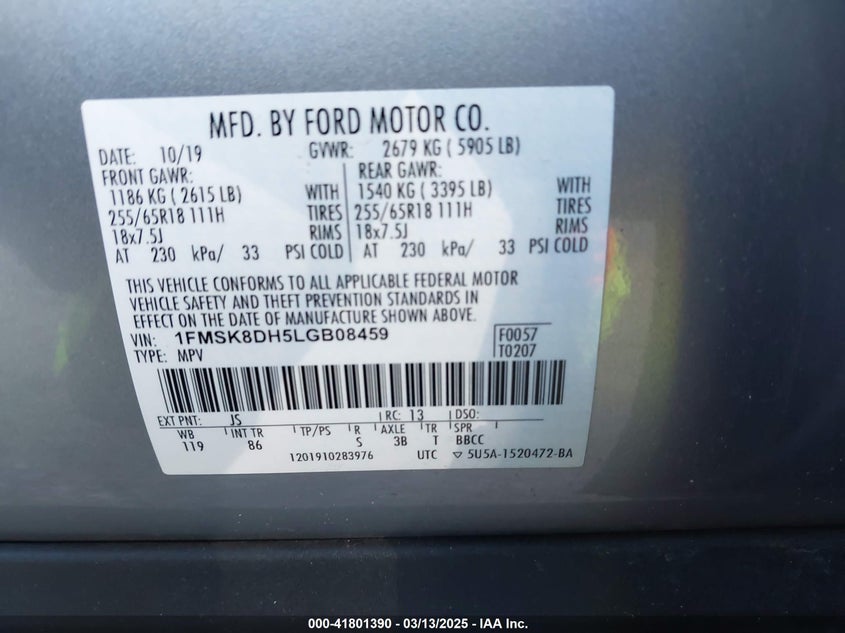 MFD. BY FORD MOTOR CO.
DATE: 10/19 GVWR: 2679 KG ( 5905 LB)
FRONT GAWR: REAR GAWR:
1186 KG ( 2615 LB) WITH 1540 KG ( 3395 LB) WITH
255/65R18 111H TIRES 255/65R18 111H TIRES
18x7.5J RIMS 18x7.5J RIMS
AT 230 kPa/ 33 PSI COLD AT 230 kPa/ 33 PSI COLD
THIS VEHICLE CONFORMS TO ALL APPLICABLE FEDERAL MOTOR
VEHICLE SAFETY AND THEFT PREVENTION STANDARDS IN
EFFECT ON THE DATE OF MANUFACTURE SHOWN ABOVE.
VIN: 1FMSK8DH5LGB08459 F0057
TYPE: MPV T0207
EXT PNT: JS RC: 13 DSO:
WB INT TR TP/PS R AXLE TR SPR
119 86 S 3B T BBCC
1201910283976 UTC ▽ 5U5A-1520472-BA
000-41801390 — 03/13/2025 — IAA Inc.